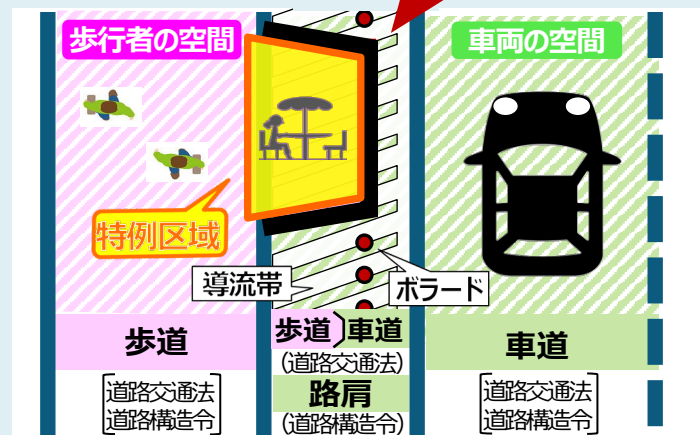 歩行者の空間
車両の空間
特例区域
導流帯
ボラード
歩道
歩道 車道
(道路交通法)
路肩
(道路構造令)
車道
道路交通法
道路構造令
道路交通法
道路構造令